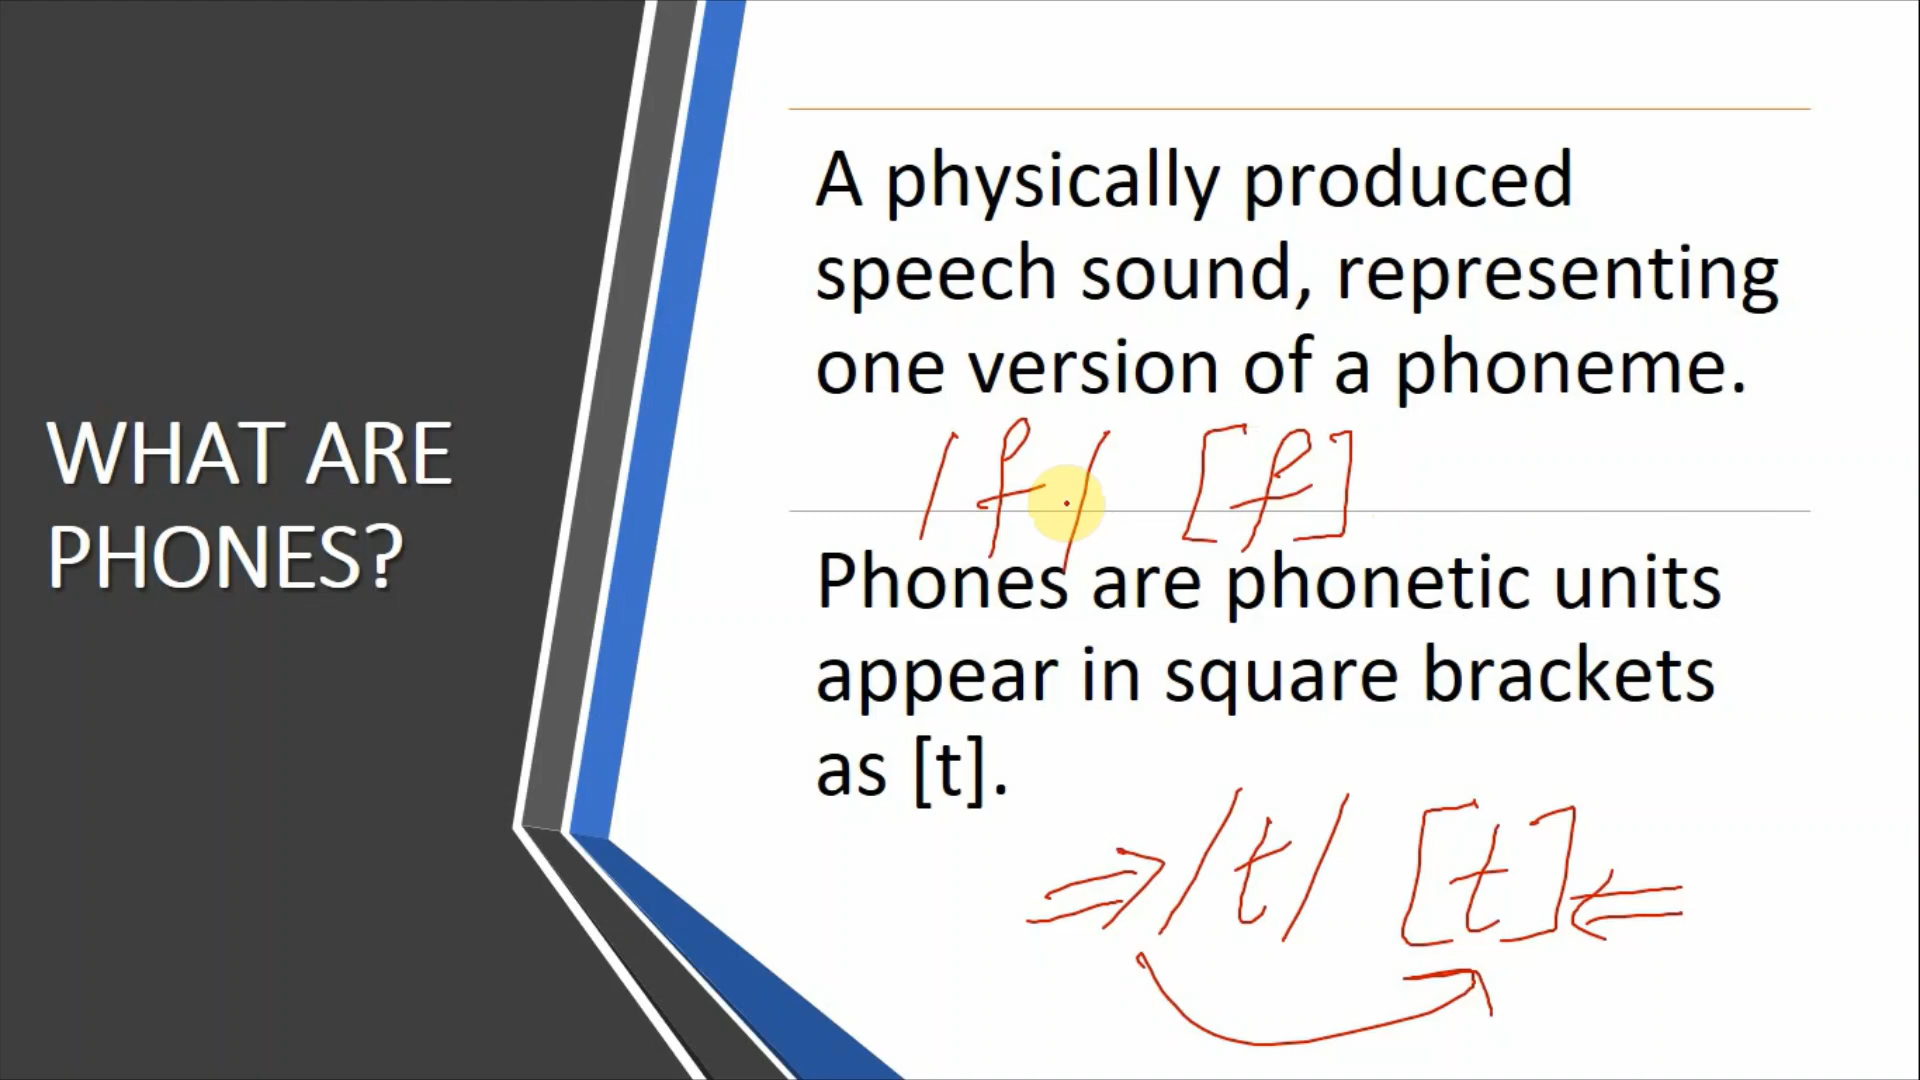 WHAT ARE
PHONES?
A physically produced
speech sound, representing
one version of a phoneme.
/f/ [f]
Phones are phonetic units
appear in square brackets
as [t].
⇒ /t/ [t] ⇐